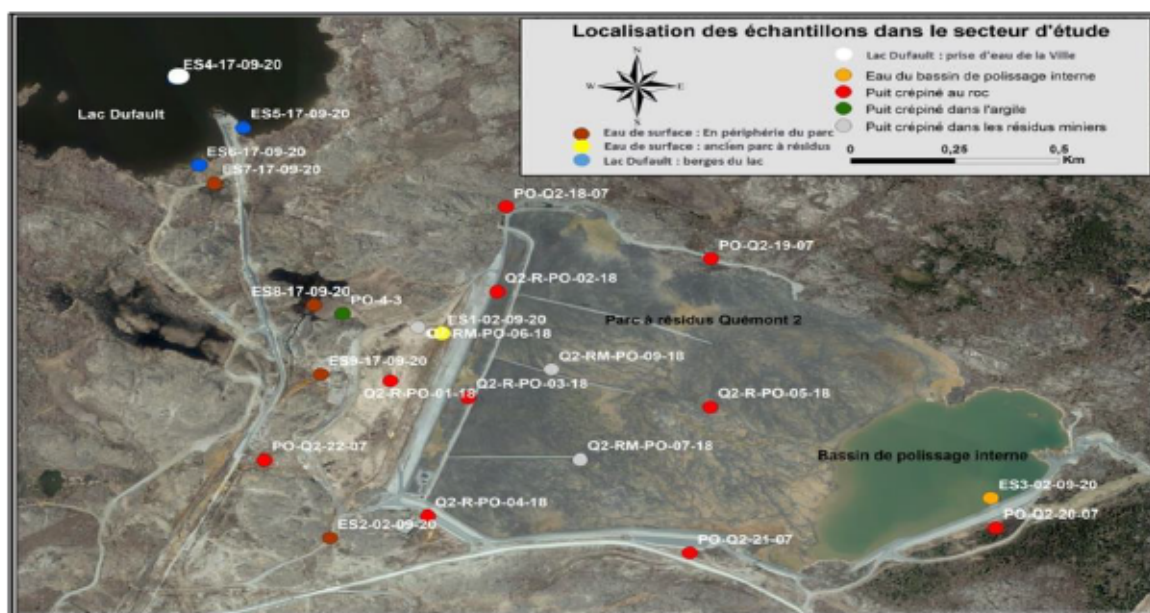 Localisation des échantillons dans le secteur d'étude
N
W
E
S
Lac Dufault : prise d'eau de la Ville
Eau du bassin de polissage interne
Puit crépiné au roc
Puit crépiné dans l'argile
Puit crépiné dans les résidus miniers
Eau de surface : En périphérie du parc
Eau de surface : ancien parc à résidus
Lac Dufault : berges du lac
0
0,25
0,5
Km
ES4-17-09-20
Lac Dufault
ES5-17-09-20
ES6-17-09-20
ES7-17-09-20
PO-Q2-18-07
PO-Q2-19-07
Q2-R-PO-02-18
ES8-17-09-20
PO-4-3
ES1-02-09-20
Parc à résidus Quémont 2
Q2-RM-PO-06-18
Q2-RM-PO-09-18
ES9-17-09-20
Q2-R-PO-01-18
Q2-R-PO-03-18
Q2-R-PO-05-18
PO-Q2-22-07
Q2-RM-PO-07-18
Bassin de polissage interne
ES3-02-09-20
Q2-R-PO-04-18
ES2-02-09-20
PO-Q2-20-07
PO-Q2-21-07